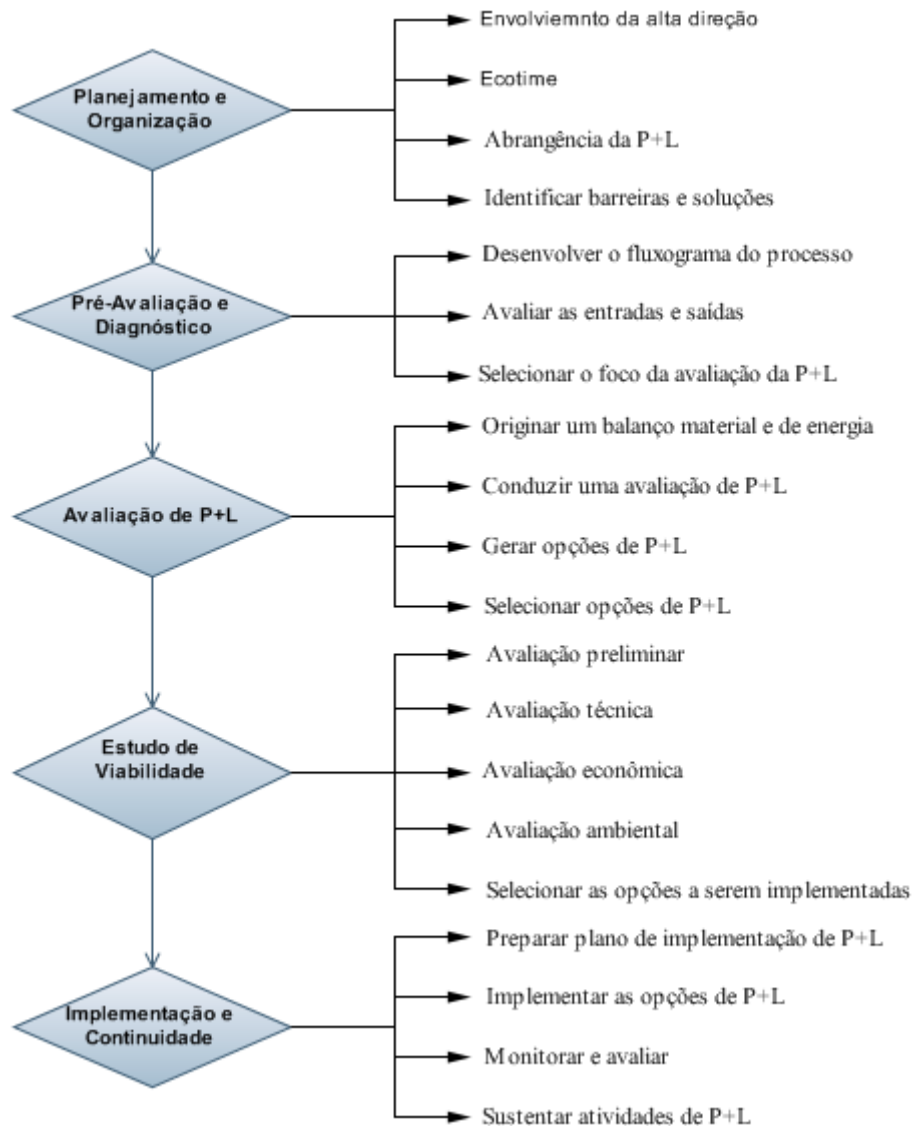 Planejamento e
Organização
Envolviemnto da alta direção
Ecotime
Abrangência da P+L
Identificar barreiras e soluções
Pré-Avaliação e
Diagnóstico
Desenvolver o fluxograma do processo
Avaliar as entradas e saídas
Selecionar o foco da avaliação da P+L
Avaliação de P+L
Originar um balanço material e de energia
Conduzir uma avaliação de P+L
Gerar opções de P+L
Selecionar opções de P+L
Estudo de
Viabilidade
Avaliação preliminar
Avaliação técnica
Avaliação econômica
Avaliação ambiental
Selecionar as opções a serem implementadas
Implementação e
Continuidade
Preparar plano de implementação de P+L
Implementar as opções de P+L
Monitorar e avaliar
Sustentar atividades de P+L